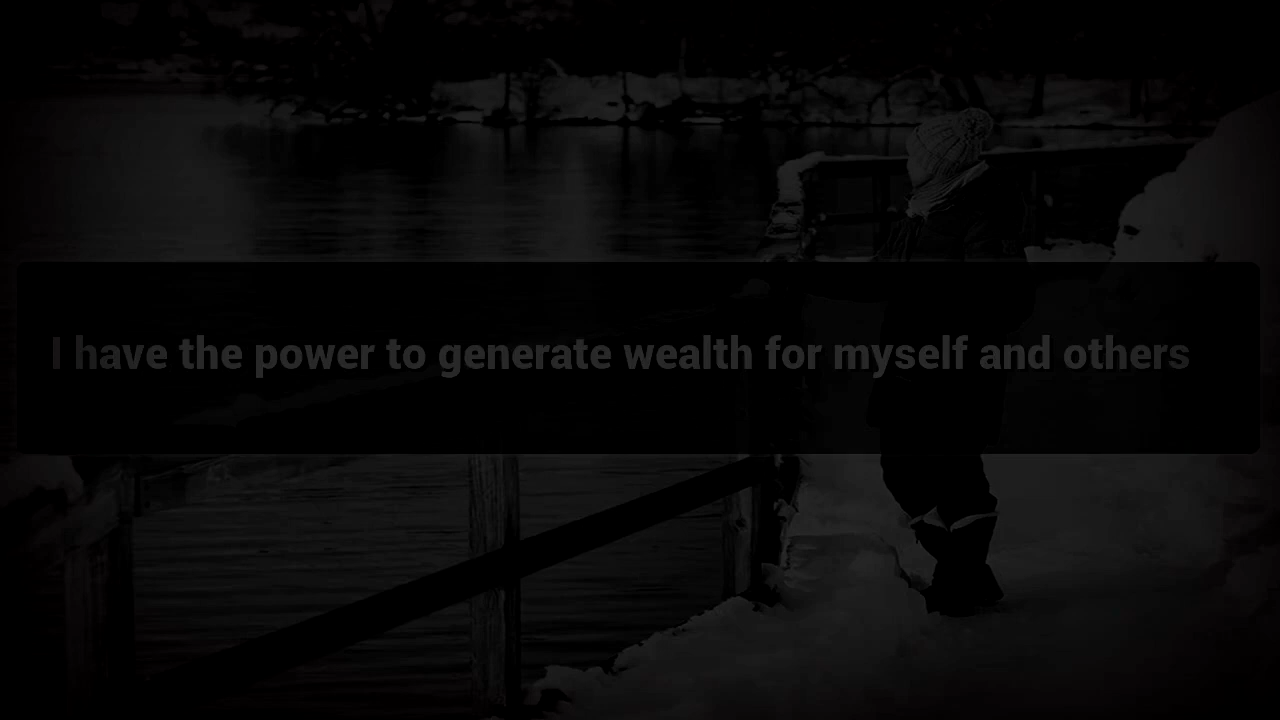 I have the power to generate wealth for myself and others